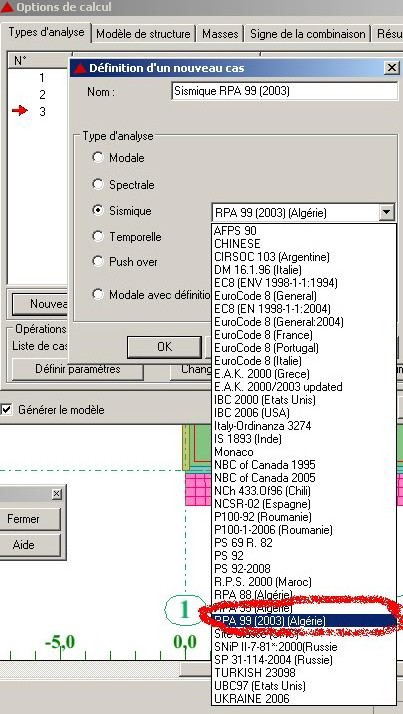 Options de calcul
Types d'analyse
Modèle de structure
Masses
Signe de la combinaison
Résu
N°
1
2
3
Définition d'un nouveau cas
Nom :
Sismique RPA 99 (2003)
Type d'analyse
Modale
Spectrale
Sismique
RPA 99 (2003) (Algérie)
Temporelle
Push over
Modale avec définitio
AFPS 90
CHINESE
CIRSOC 103 (Argentine)
DM 16.1.96 (Italie)
EC8 (ENV 1998-1-1:1994)
EuroCode 8 (General)
EC8 (EN 1998-1-1:2004)
EuroCode 8 (General:2004)
EuroCode 8 (France)
EuroCode 8 (Portugal)
EuroCode 8 (Italie)
E.A.K. 2000 (Grece)
E.A.K. 2000/2003 updated
IBC 2000 (Etats Unis)
IBC 2006 (USA)
Italy-Ordinanza 3274
IS 1893 (Inde)
Monaco
NBC of Canada 1995
NBC of Canada 2005
NCh 433.Of96 (Chili)
NCSR-02 (Espagne)
P100-92 (Roumanie)
P100-1-2006 (Roumanie)
PS 69 R. 82
PS 92
PS 92-2008
R.P.S. 2000 (Maroc)
RPA 88 (Algérie)
RPA 99 (2003) (Algérie)
SNiP II-7-81*:2000(Russie
SP 31-114-2004 (Russie)
TURKISH 23098
UBC97 (Etats Unis)
UKRAINE 2006
Nouvea
OK
Opérations
Liste de cas
Définir paramètres
Chang
Générer le modèle
Fermer
Aide
1
-5,0
0,0